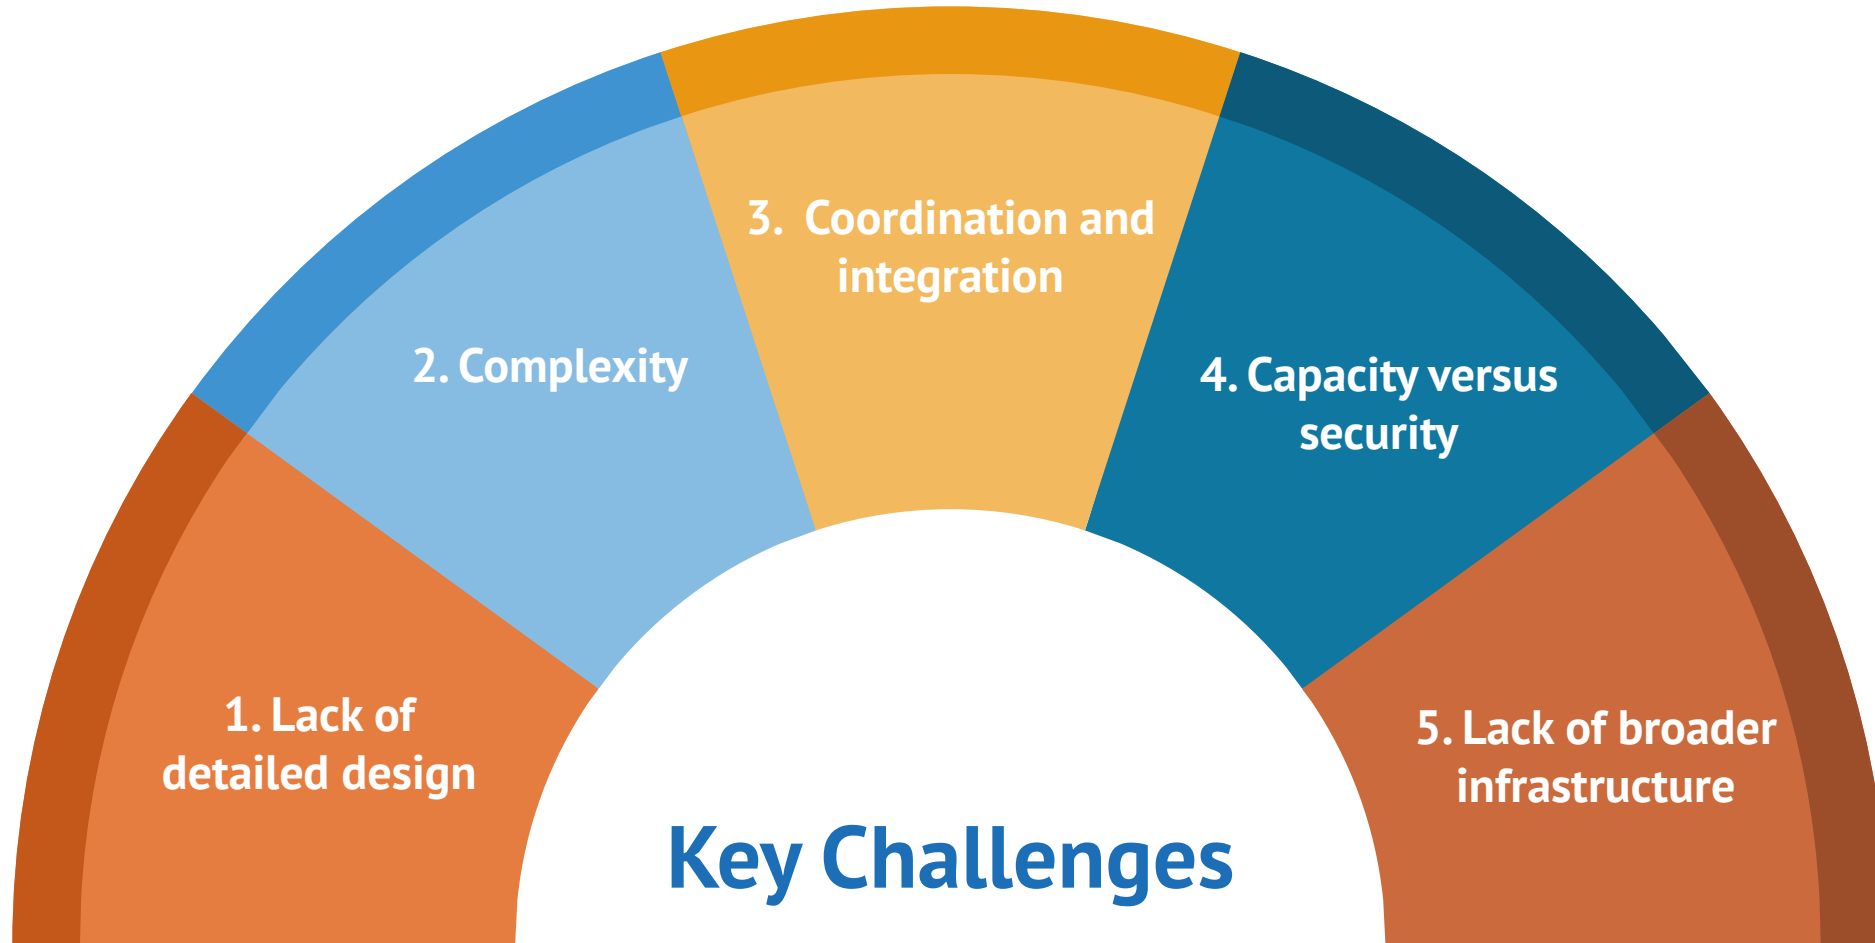 1. Lack of
detailed design
2. Complexity
3. Coordination and
integration
4. Capacity versus
security
5. Lack of broader
infrastructure
Key Challenges